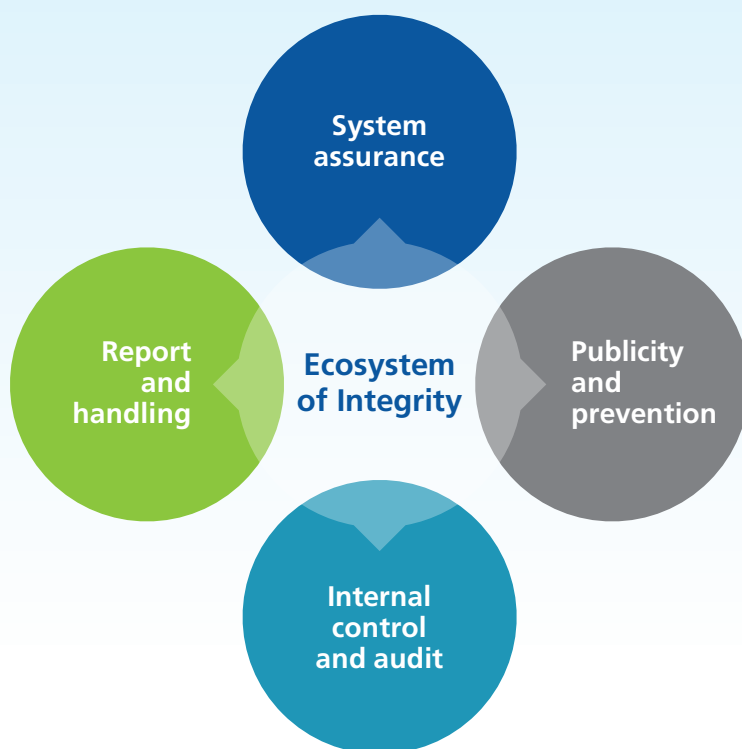 System
assurance
Report
and
handling
Ecosystem
of Integrity
Publicity
and
prevention
Internal
control
and audit